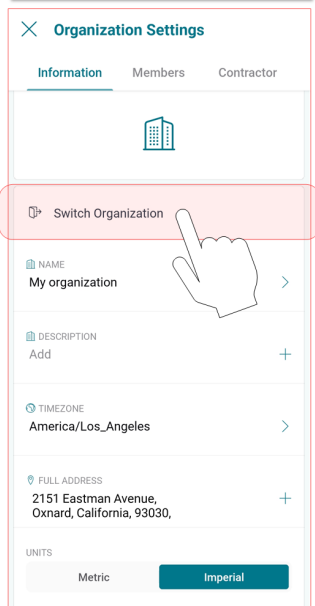 Organization Settings
Information Members Contractor
Switch Organization
NAME
My organization
DESCRIPTION
Add
TIMEZONE
America/Los_Angeles
FULL ADDRESS
2151 Eastman Avenue,
Oxnard, California, 93030,
UNITS
Metric Imperial